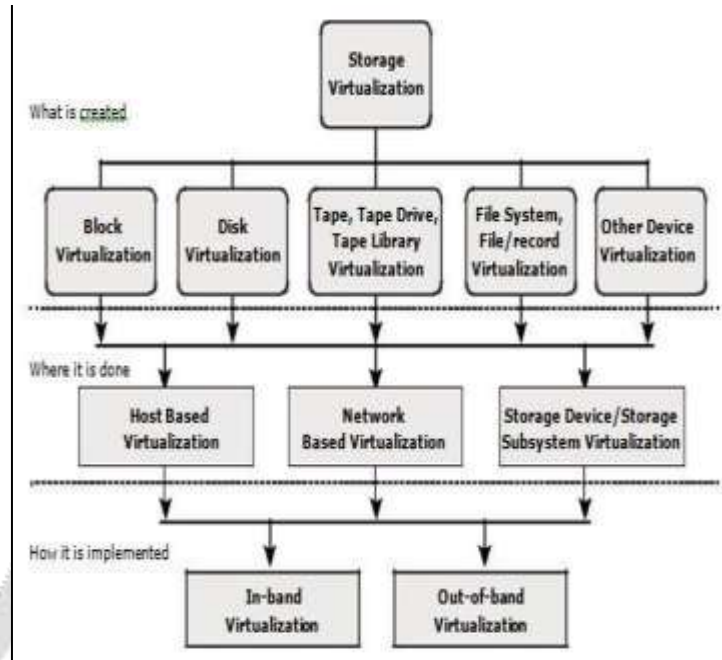 Storage
Virtualization
What is created
Block
Virtualization
Disk
Virtualization
Tape, Tape Drive,
Tape Library
Virtualization
File System,
File/record
Virtualization
Other Device
Virtualization
Where it is done
Host Based
Virtualization
Network
Based Virtualization
Storage Device/Storage
Subsystem Virtualization
How it is implemented
In-band
Virtualization
Out-of-band
Virtualization